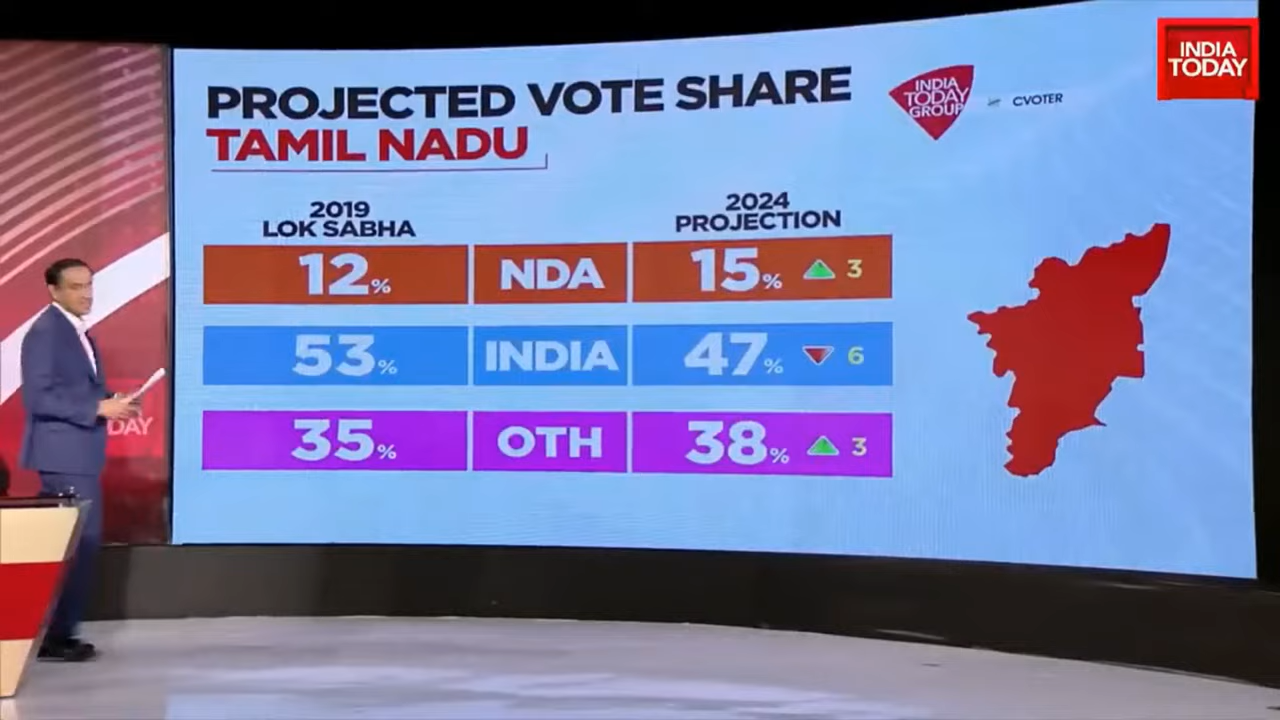 INDIA
TODAY
PROJECTED VOTE SHARE
TAMIL NADU
INDIA
TODAY
GROUP
CVOTER
2019
LOK SABHA
2024
PROJECTION
12% NDA 15% 3
53% INDIA 47% 6
35% OTH 38% 3
DAY